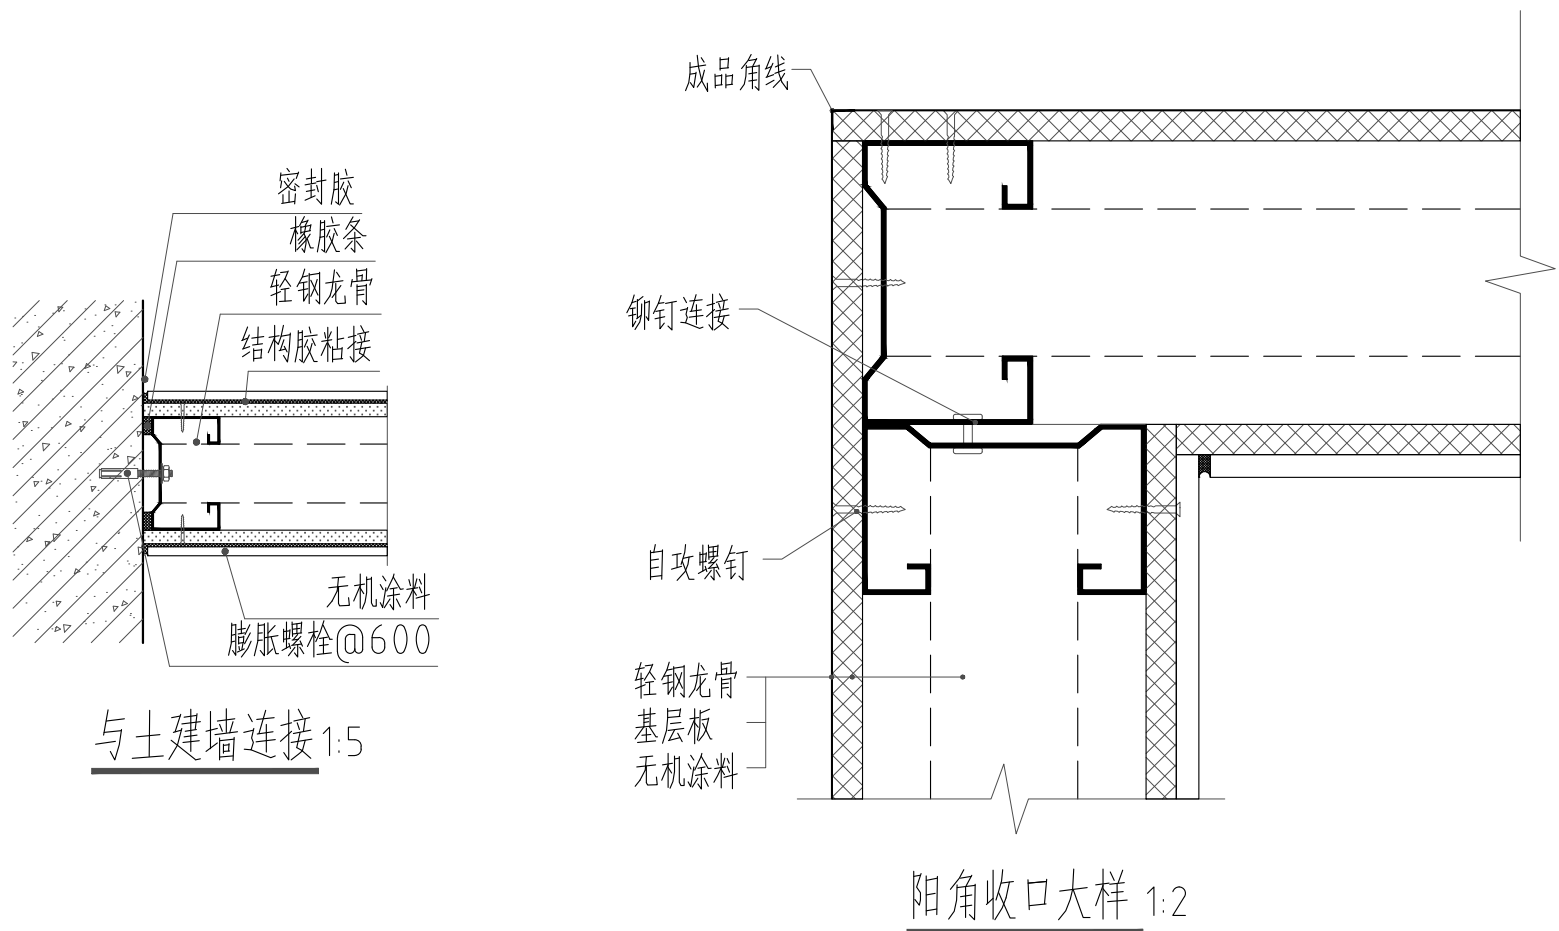 密封胶
橡胶条
轻钢龙骨
结构胶粘接
无机涂料
膨胀螺栓@600
与土建墙连接1:5
成品角线
铆钉连接
自攻螺钉
轻钢龙骨
基层板
无机涂料
阳角收口大样 1:2